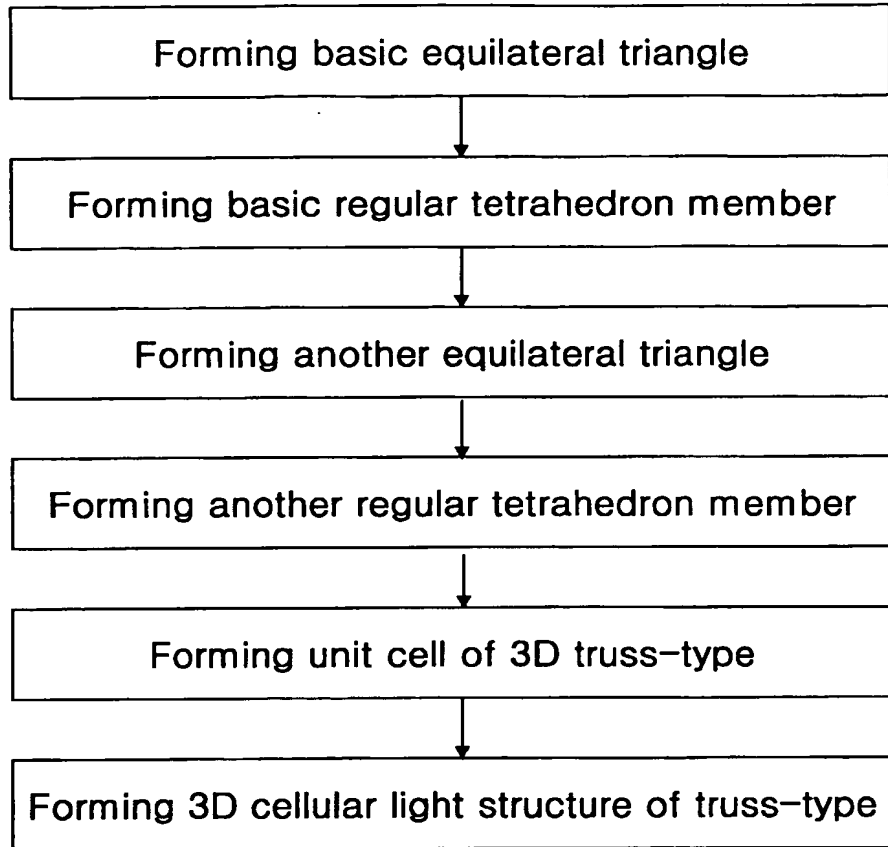 Forming basic equilateral triangle
Forming basic regular tetrahedron member
Forming another equilateral triangle
Forming another regular tetrahedron member
Forming unit cell of 3D truss-type
Forming 3D cellular light structure of truss-type